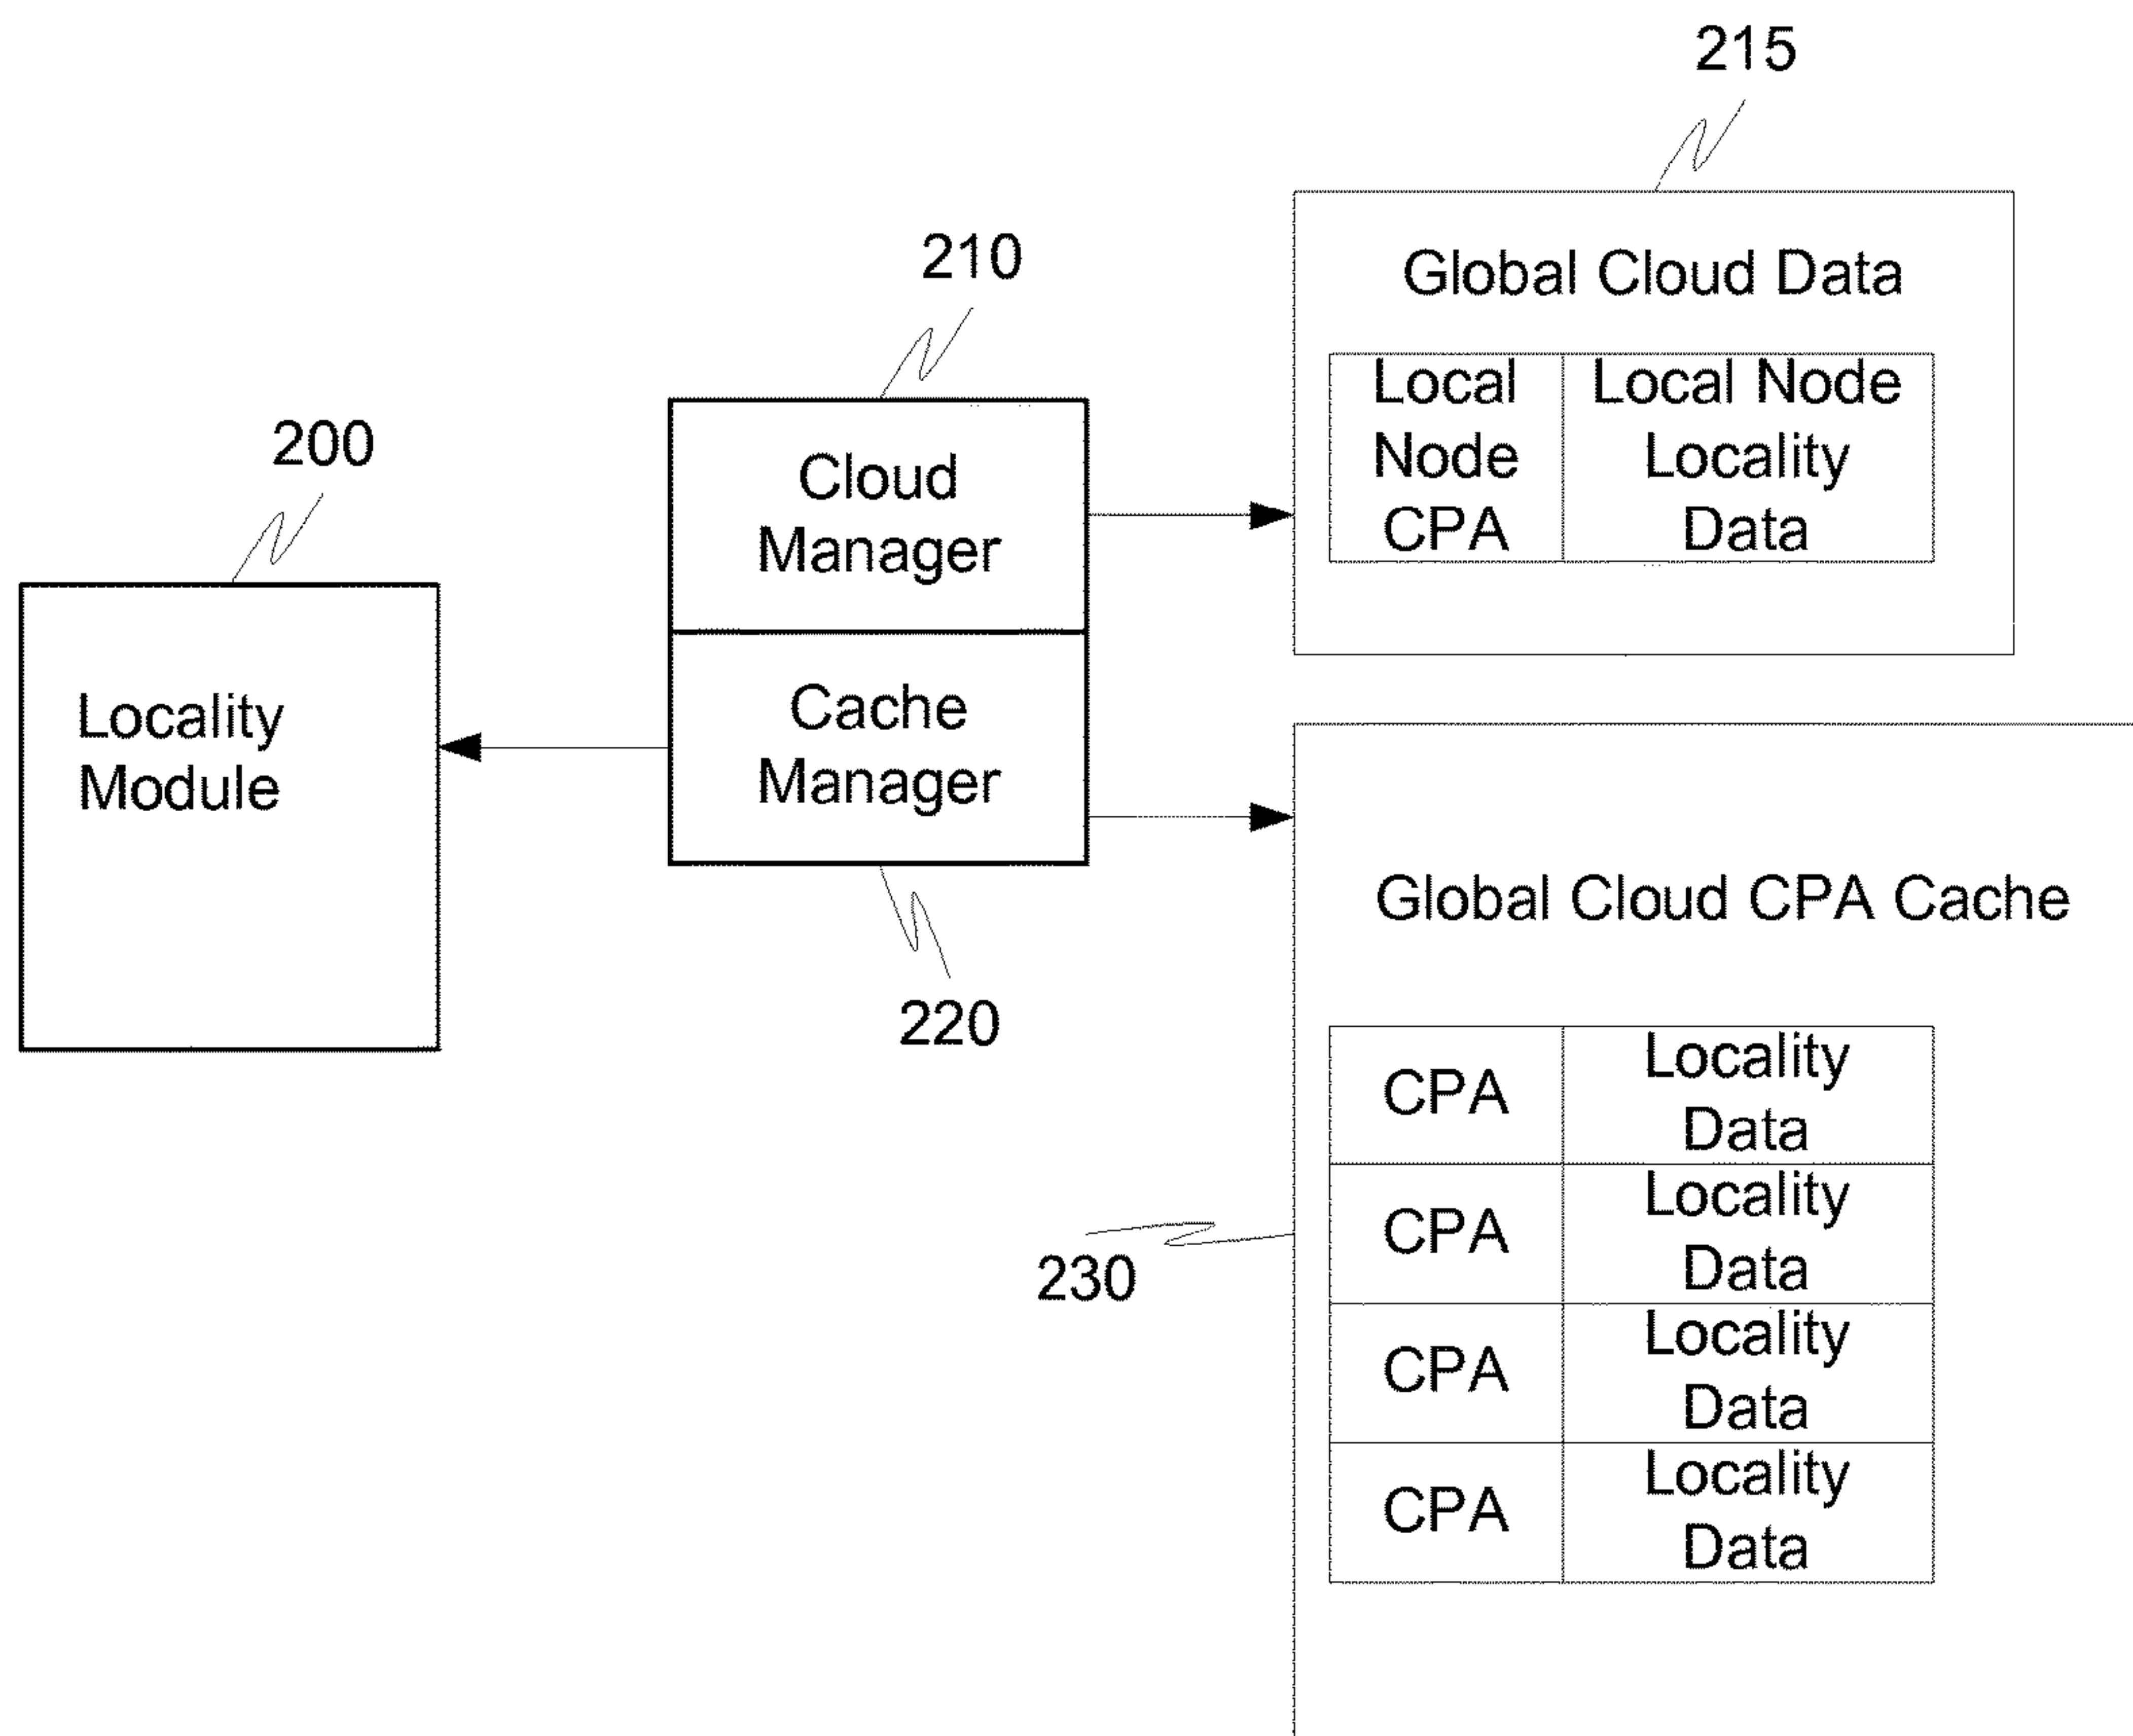 215
210
Global Cloud Data
Local
Node
CPA
Local Node
Locality
Data
200
Cloud
Manager
Locality
Module
Cache
Manager
220
Global Cloud CPA Cache
230
CPA
Locality
Data
CPA
Locality
Data
CPA
Locality
Data
CPA
Locality
Data